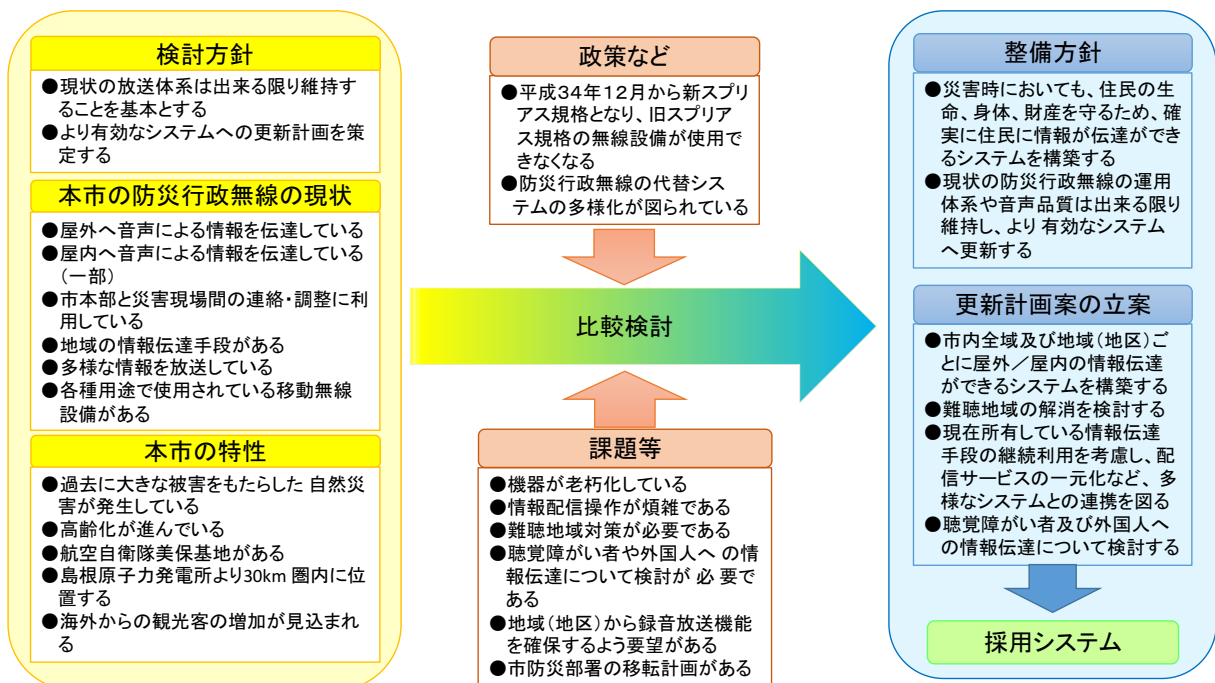 検討方針
●現状の放送体系は出来る限り維持す
ることを基本とする
●より有効なシステムへの更新計画を策
定する
本市の防災行政無線の現状
●屋外へ音声による情報を伝達している
●屋内へ音声による情報を伝達している
(一部)
●市本部と災害現場間の連絡・調整に利
用している
●地域の情報伝達手段がある
●多様な情報を放送している
●各種用途で使用されている移動無線
設備がある
本市の特性
●過去に大きな被害をもたらした 自然災
害が発生している
●高齢化が進んでいる
●航空自衛隊美保基地がある
●島根原子力発電所より30km 圏内に位
置する
●海外からの観光客の増加が見込まれ
る
政策など
●平成34年12月から新スプリ
アス規格となり、旧スプリア
ス規格の無線設備が使用で
きなくなる
●防災行政無線の代替シス
テムの多様化が図られている
比較検討
課題等
●機器が老朽化している
●情報配信操作が煩雑である
●難聴地域対策が必要である
●聴覚障がい者や外国人へ の情
報伝達について検討が 必 要で
ある
●地域(地区)から録音放送機能
を確保するよう要望がある
●市防災部署の移転計画がある
整備方針
●災害時においても、住民の生
命、身体、財産を守るため、確
実に住民に情報が伝達ができ
るシステムを構築する
●現状の防災行政無線の運用
体系や音声品質は出来る限り
維持し、より 有効なシステム
へ更新する
更新計画案の立案
●市内全域及び地域(地区)ご
とに屋外/屋内の情報伝達
ができるシステムを構築する
●難聴地域の解消を検討する
●現在所有している情報伝達
手段の継続利用を考慮し、配
信サービスの一元化など、多
様なシステムとの連携を図る
●聴覚障がい者及び外国人へ
の情報伝達について検討する
採用システム